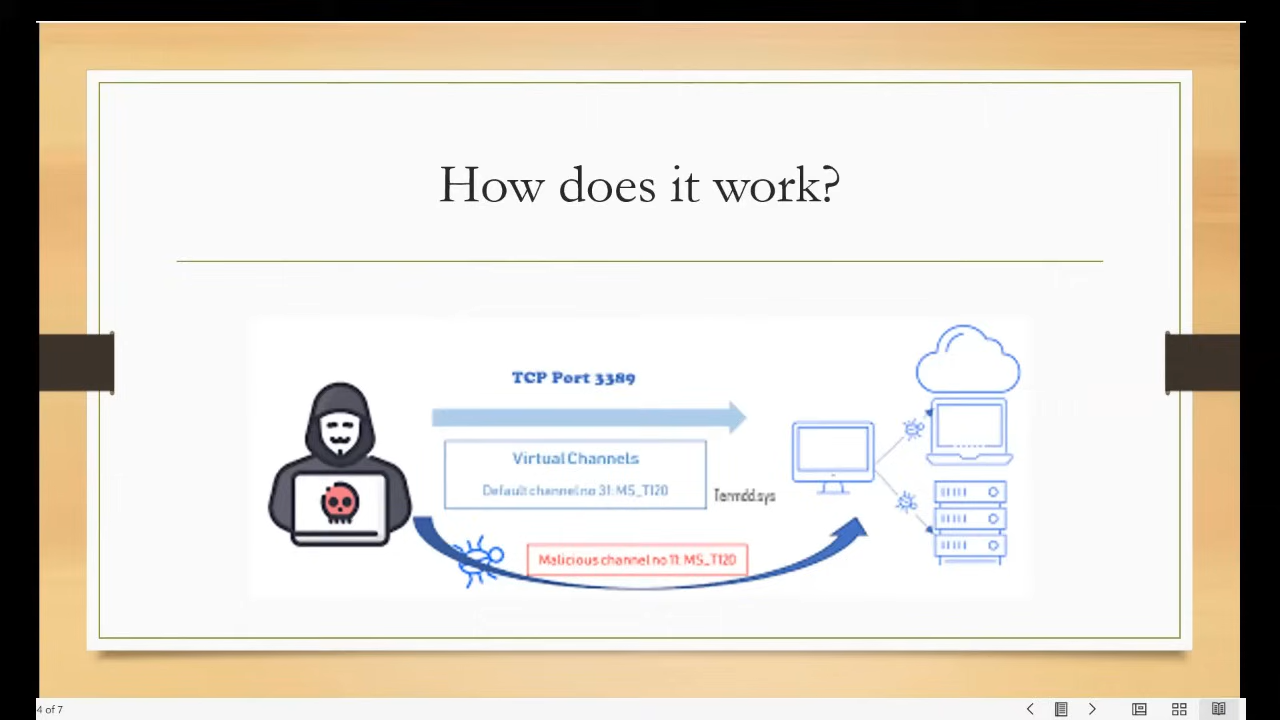 How does it work?
TCP Port 3389
Virtual Channels
Default channel no 31: MS_T120
Termdd.sys
Malicious channel no 11: MS_T120
4 of 7